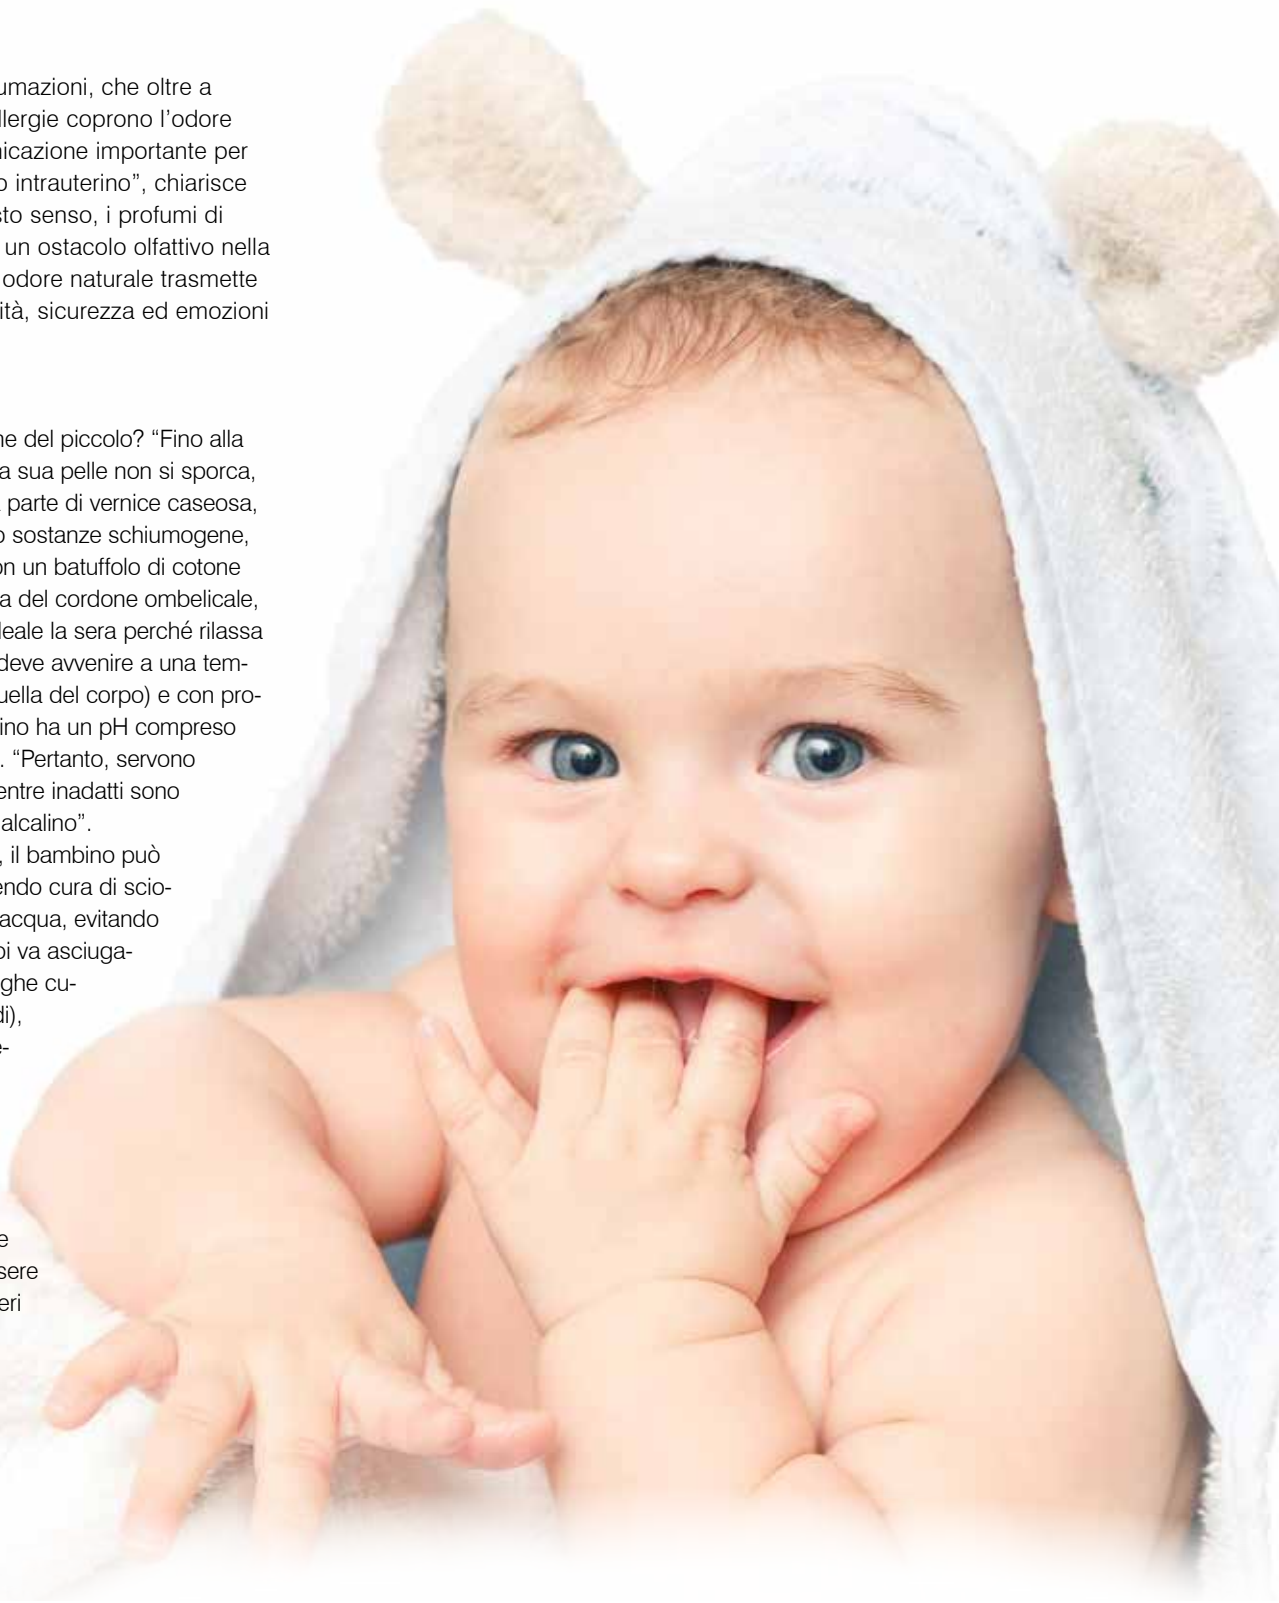 umazioni, che oltre a
llergie coprono l’odore
nicazione importante per
o intrauterino”, chiarisce
sto senso, i profumi di
un ostacolo olfattivo nella
odore naturale trasmette
ità, sicurezza ed emozioni
ne del piccolo? “Fino alla
a sua pelle non si sporca,
parte di vernice caseosa,
o sostanze schiumogene,
on un batuffolo di cotone
a del cordone ombelicale,
deale la sera perché rilassa
deve avvenire a una tem-
uella del corpo) e con pro-
ino ha un pH compreso
. “Pertanto, servono
entre inadatti sono
alcalino”.
, il bambino può
endo cura di scio-
acqua, evitando
oi va asciuga-
ghe cu-
di),
e-
e
sere
eri